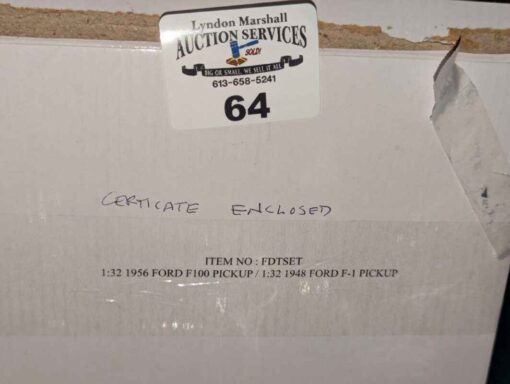 Lyndon Marshall
AUCTION SERVICES
SOLD!
BIG OR SMALL, WE SELL IT ALL
613-658-5241
64
CERTICATE ENCLOSED
ITEM NO : FDTSET
1:32 1956 FORD F100 PICKUP / 1:32 1948 FORD F-1 PICKUP